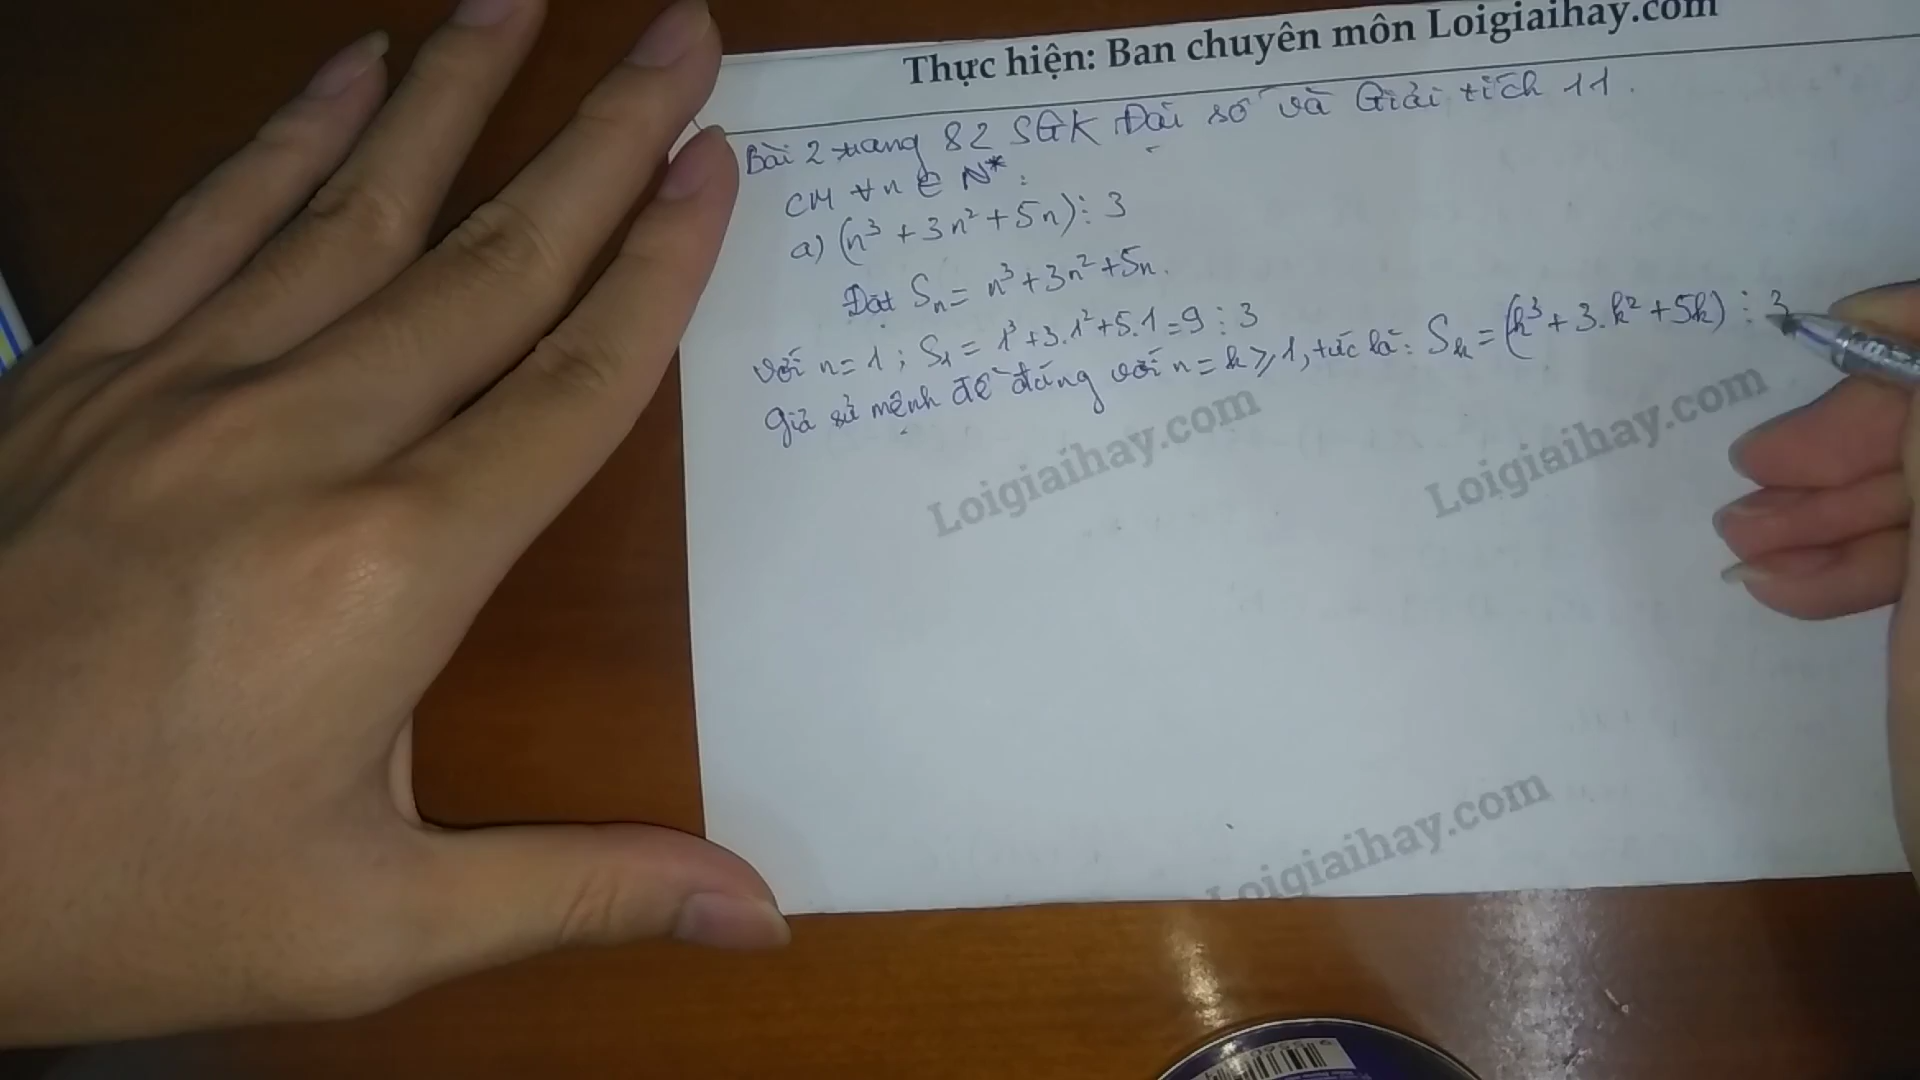 Thực hiện: Ban chuyên môn Loigiaihay.com
Bài 2 trang 82 SGK Đại số và Giải tích 11.
CM ∀n ∈ N*:
a) (n³ + 3n² + 5n) ⋮ 3
Đặt Sₙ = n³ + 3n² + 5n.
Với n = 1 ; S₁ = 1³ + 3.1² + 5.1 = 9 ⋮ 3
Giả sử mệnh đề đúng với n = k ≥ 1, tức là: Sₖ = (k³ + 3.k² + 5k) ⋮ 3
Loigiaihay.com
Loigiaihay.com
Loigiaihay.com